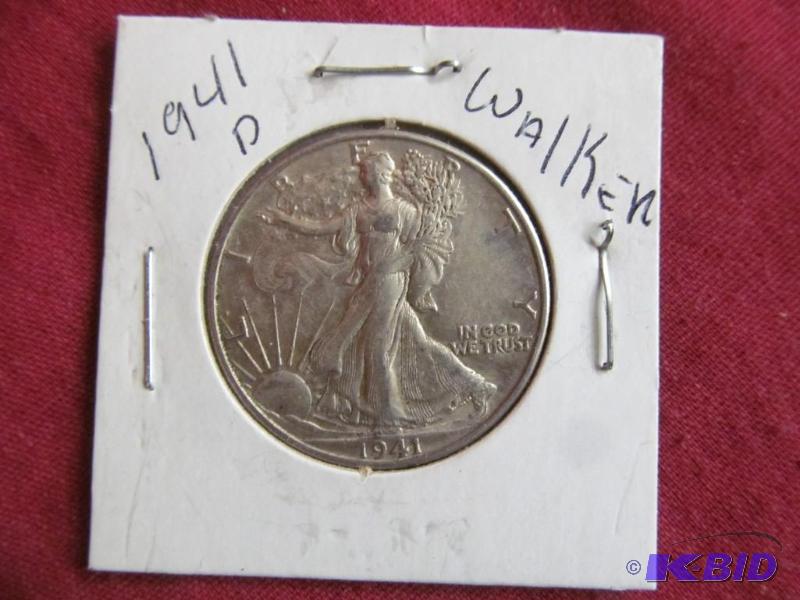 1941
D
WAlKER
LIBERTY
IN GOD
WE TRUST
1941
© K-BID